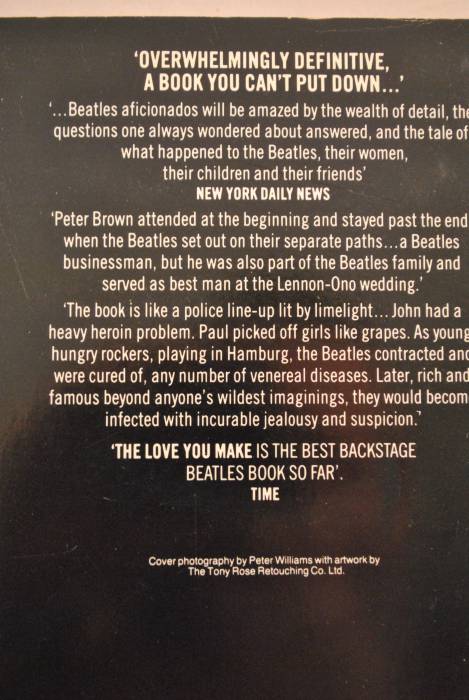 ‘OVERWHELMINGLY DEFINITIVE,
A BOOK YOU CAN’T PUT DOWN...’
‘...Beatles aficionados will be amazed by the wealth of detail, the
questions one always wondered about answered, and the tale of
what happened to the Beatles, their women,
their children and their friends’
NEW YORK DAILY NEWS
‘Peter Brown attended at the beginning and stayed past the end
when the Beatles set out on their separate paths...a Beatles
businessman, but he was also part of the Beatles family and
served as best man at the Lennon-Ono wedding.’
‘The book is like a police line-up lit by limelight... John had a
heavy heroin problem. Paul picked off girls like grapes. As young
hungry rockers, playing in Hamburg, the Beatles contracted and
were cured of, any number of venereal diseases. Later, rich and
famous beyond anyone’s wildest imaginings, they would becom
infected with incurable jealousy and suspicion.’
‘THE LOVE YOU MAKE IS THE BEST BACKSTAGE
BEATLES BOOK SO FAR’.
TIME
Cover photography by Peter Williams with artwork by
The Tony Rose Retouching Co. Ltd.